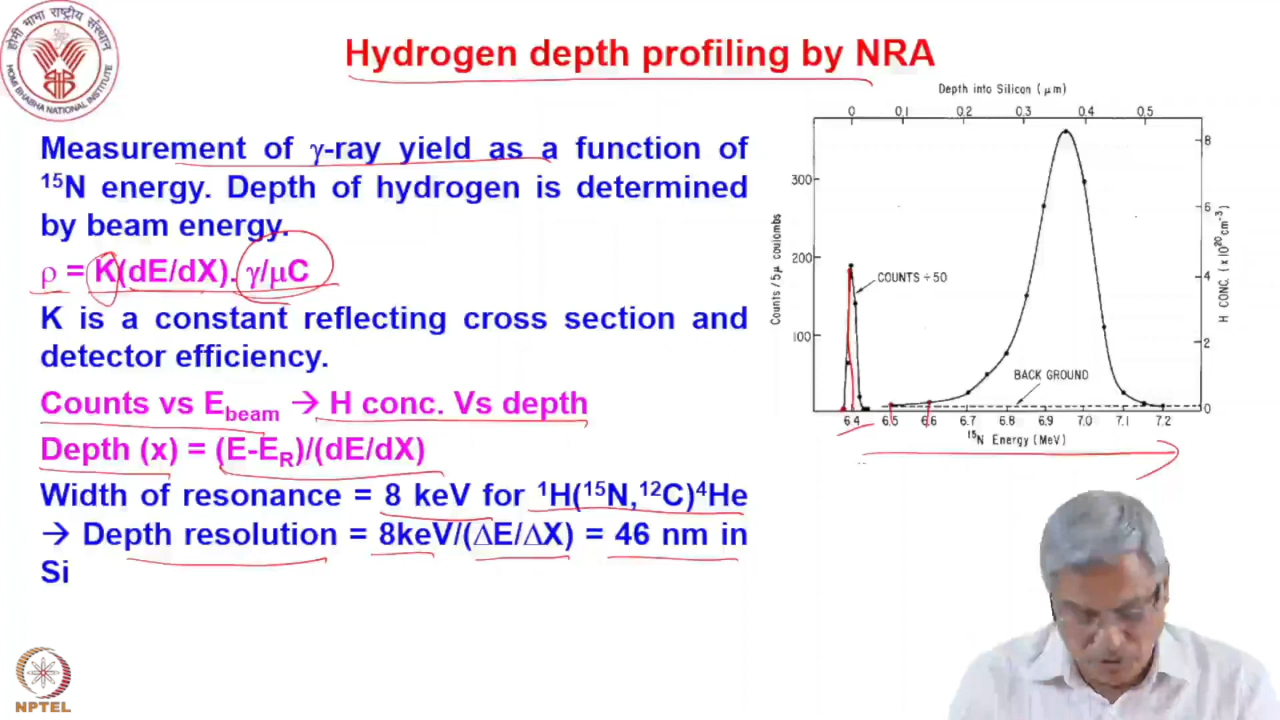 होमी भाभा राष्ट्रीय संस्थान
HOMI BHABHA NATIONAL INSTITUTE
Hydrogen depth profiling by NRA
Measurement of γ-ray yield as a function of
¹⁵N energy. Depth of hydrogen is determined
by beam energy.
ρ = K(dE/dX). γ/μC
K is a constant reflecting cross section and
detector efficiency.
Counts vs E_beam → H conc. Vs depth
Depth (x) = (E-E_R)/(dE/dX)
Width of resonance = 8 keV for ¹H(¹⁵N,¹²C)⁴He
→ Depth resolution = 8keV/(ΔE/ΔX) = 46 nm in
Si
Depth into Silicon (μm)
0 0.1 0.2 0.3 0.4 0.5
300
200
100
Counts / 5μ coulombs
COUNTS ÷ 50
BACK GROUND
8
6
4
2
0
H CONC. (x 10²⁰ cm⁻³)
6.4 6.5 6.6 6.7 6.8 6.9 7.0 7.1 7.2
¹⁵N Energy (MeV)
NPTEL